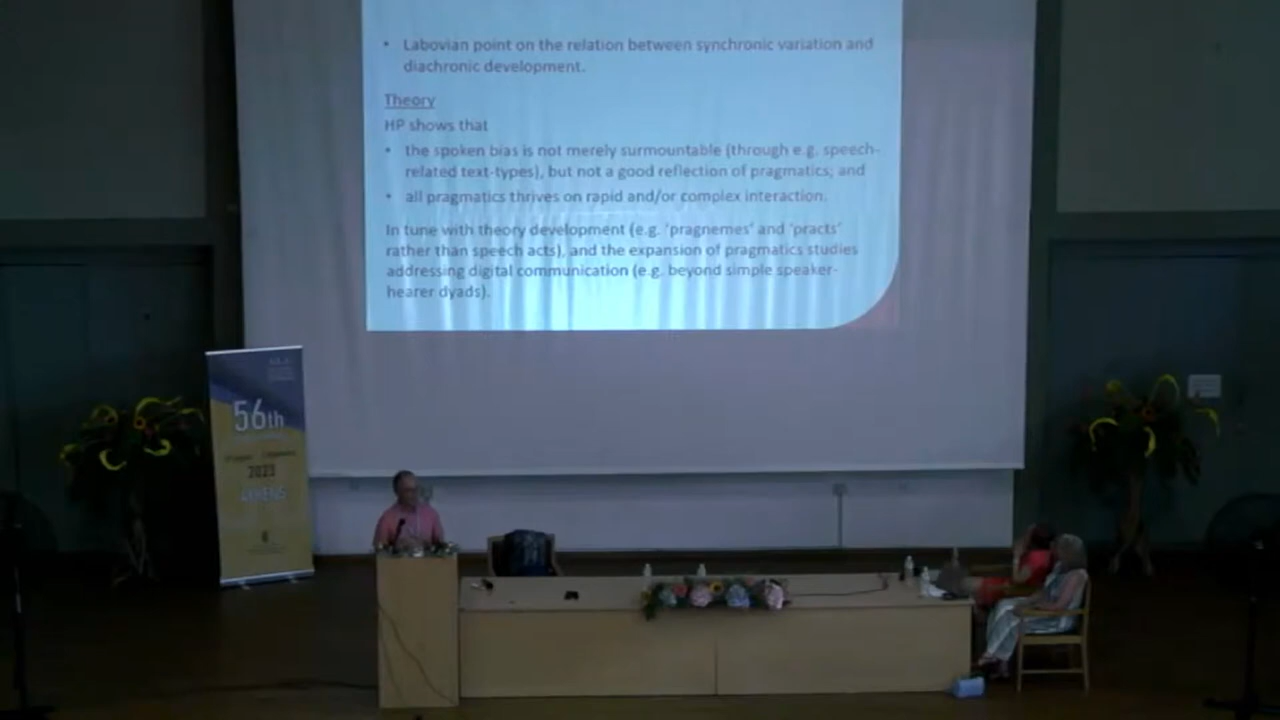 • Labovian point on the relation between synchronic variation and
diachronic development.
Theory
HP shows that
• the spoken bias is not merely surmountable (through e.g. speech-
related text-types), but not a good reflection of pragmatics; and
• all pragmatics thrives on rapid and/or complex interaction.
In tune with theory development (e.g. 'pragnemes' and 'practs'
rather than speech acts), and the expansion of pragmatics studies
addressing digital communication (e.g. beyond simple speaker-
hearer dyads).
56th
2023
ATHENS